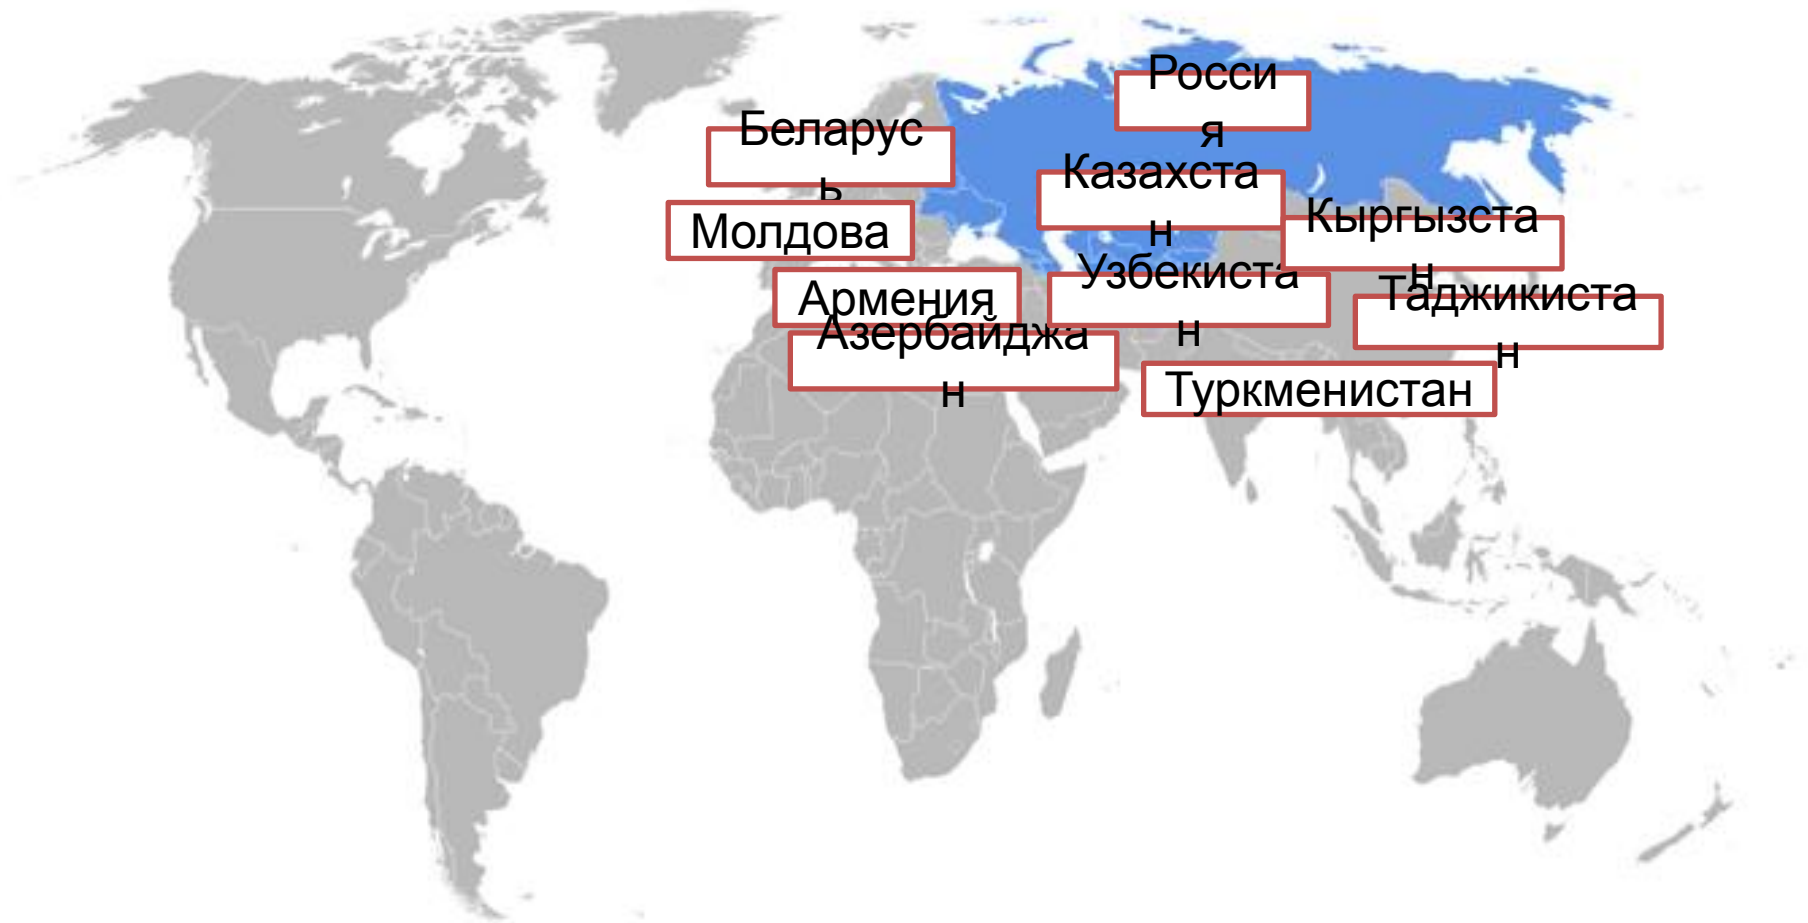 Росси
я
Беларус
ь
Казахста
н
Молдова
Кыргызста
н
Узбекиста
н
Армения
Таджикиста
н
Азербайджа
н
Туркменистан